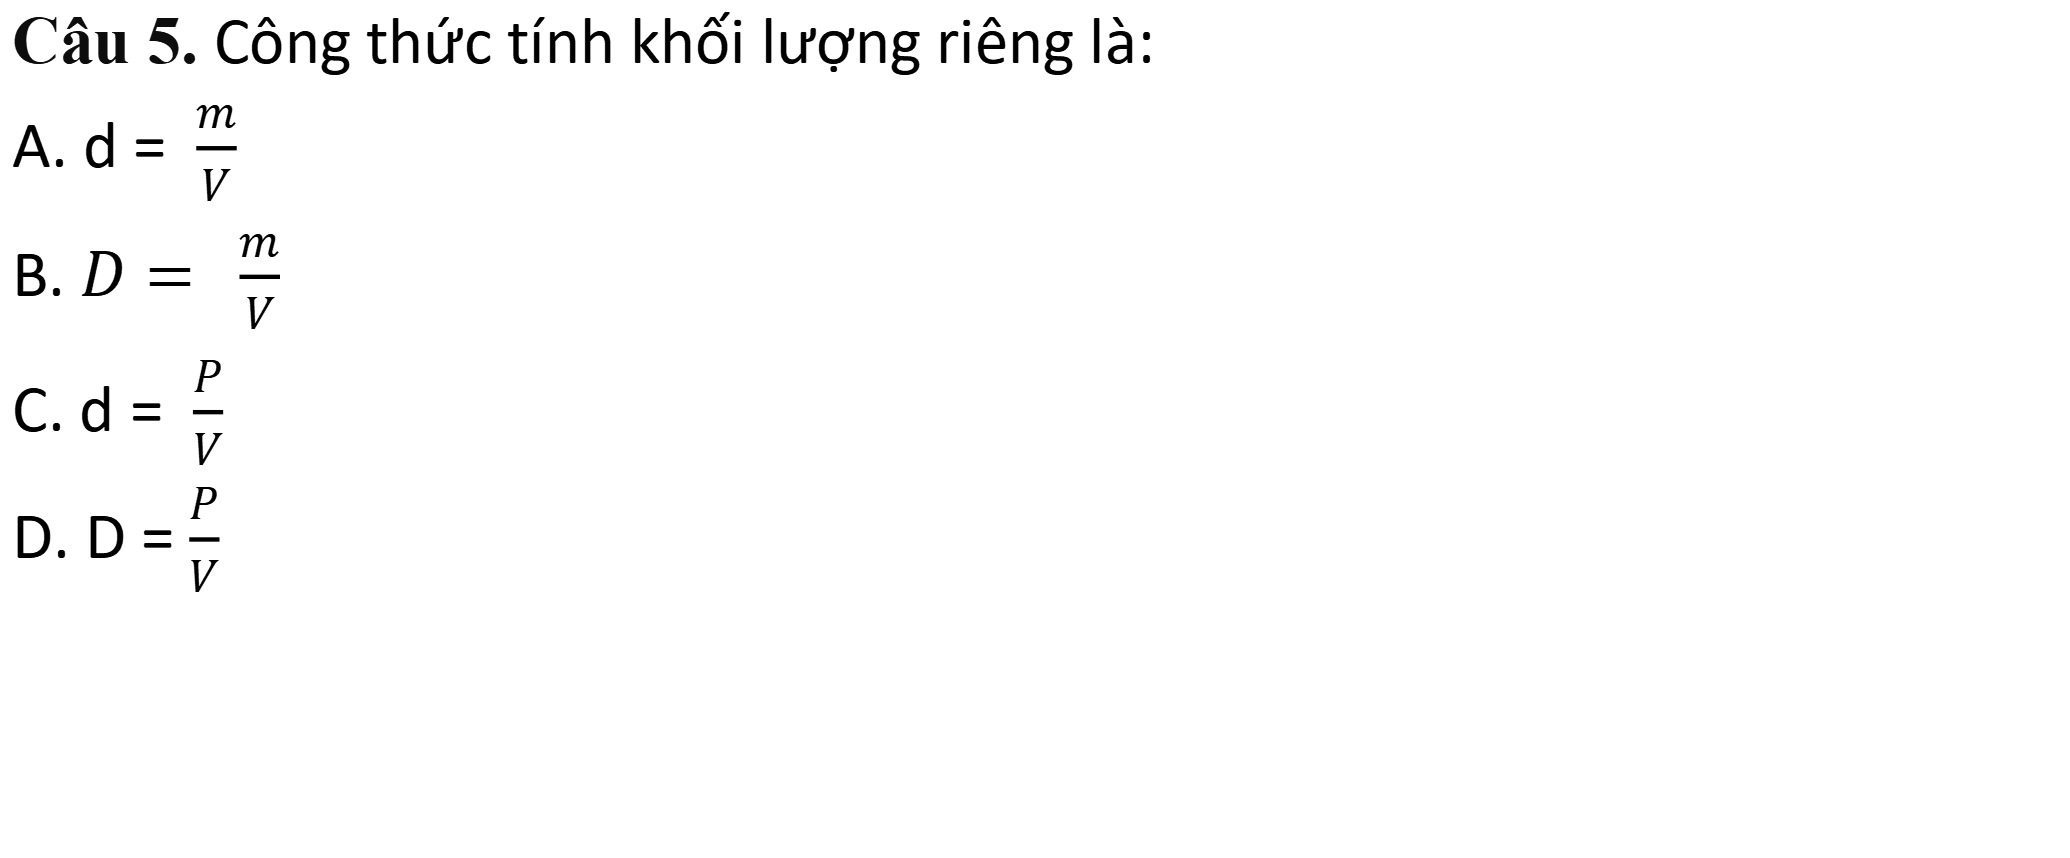 Câu 5. Công thức tính khối lượng riêng là:
A. d = m/V
B. D = m/V
C. d = P/V
D. D = P/V